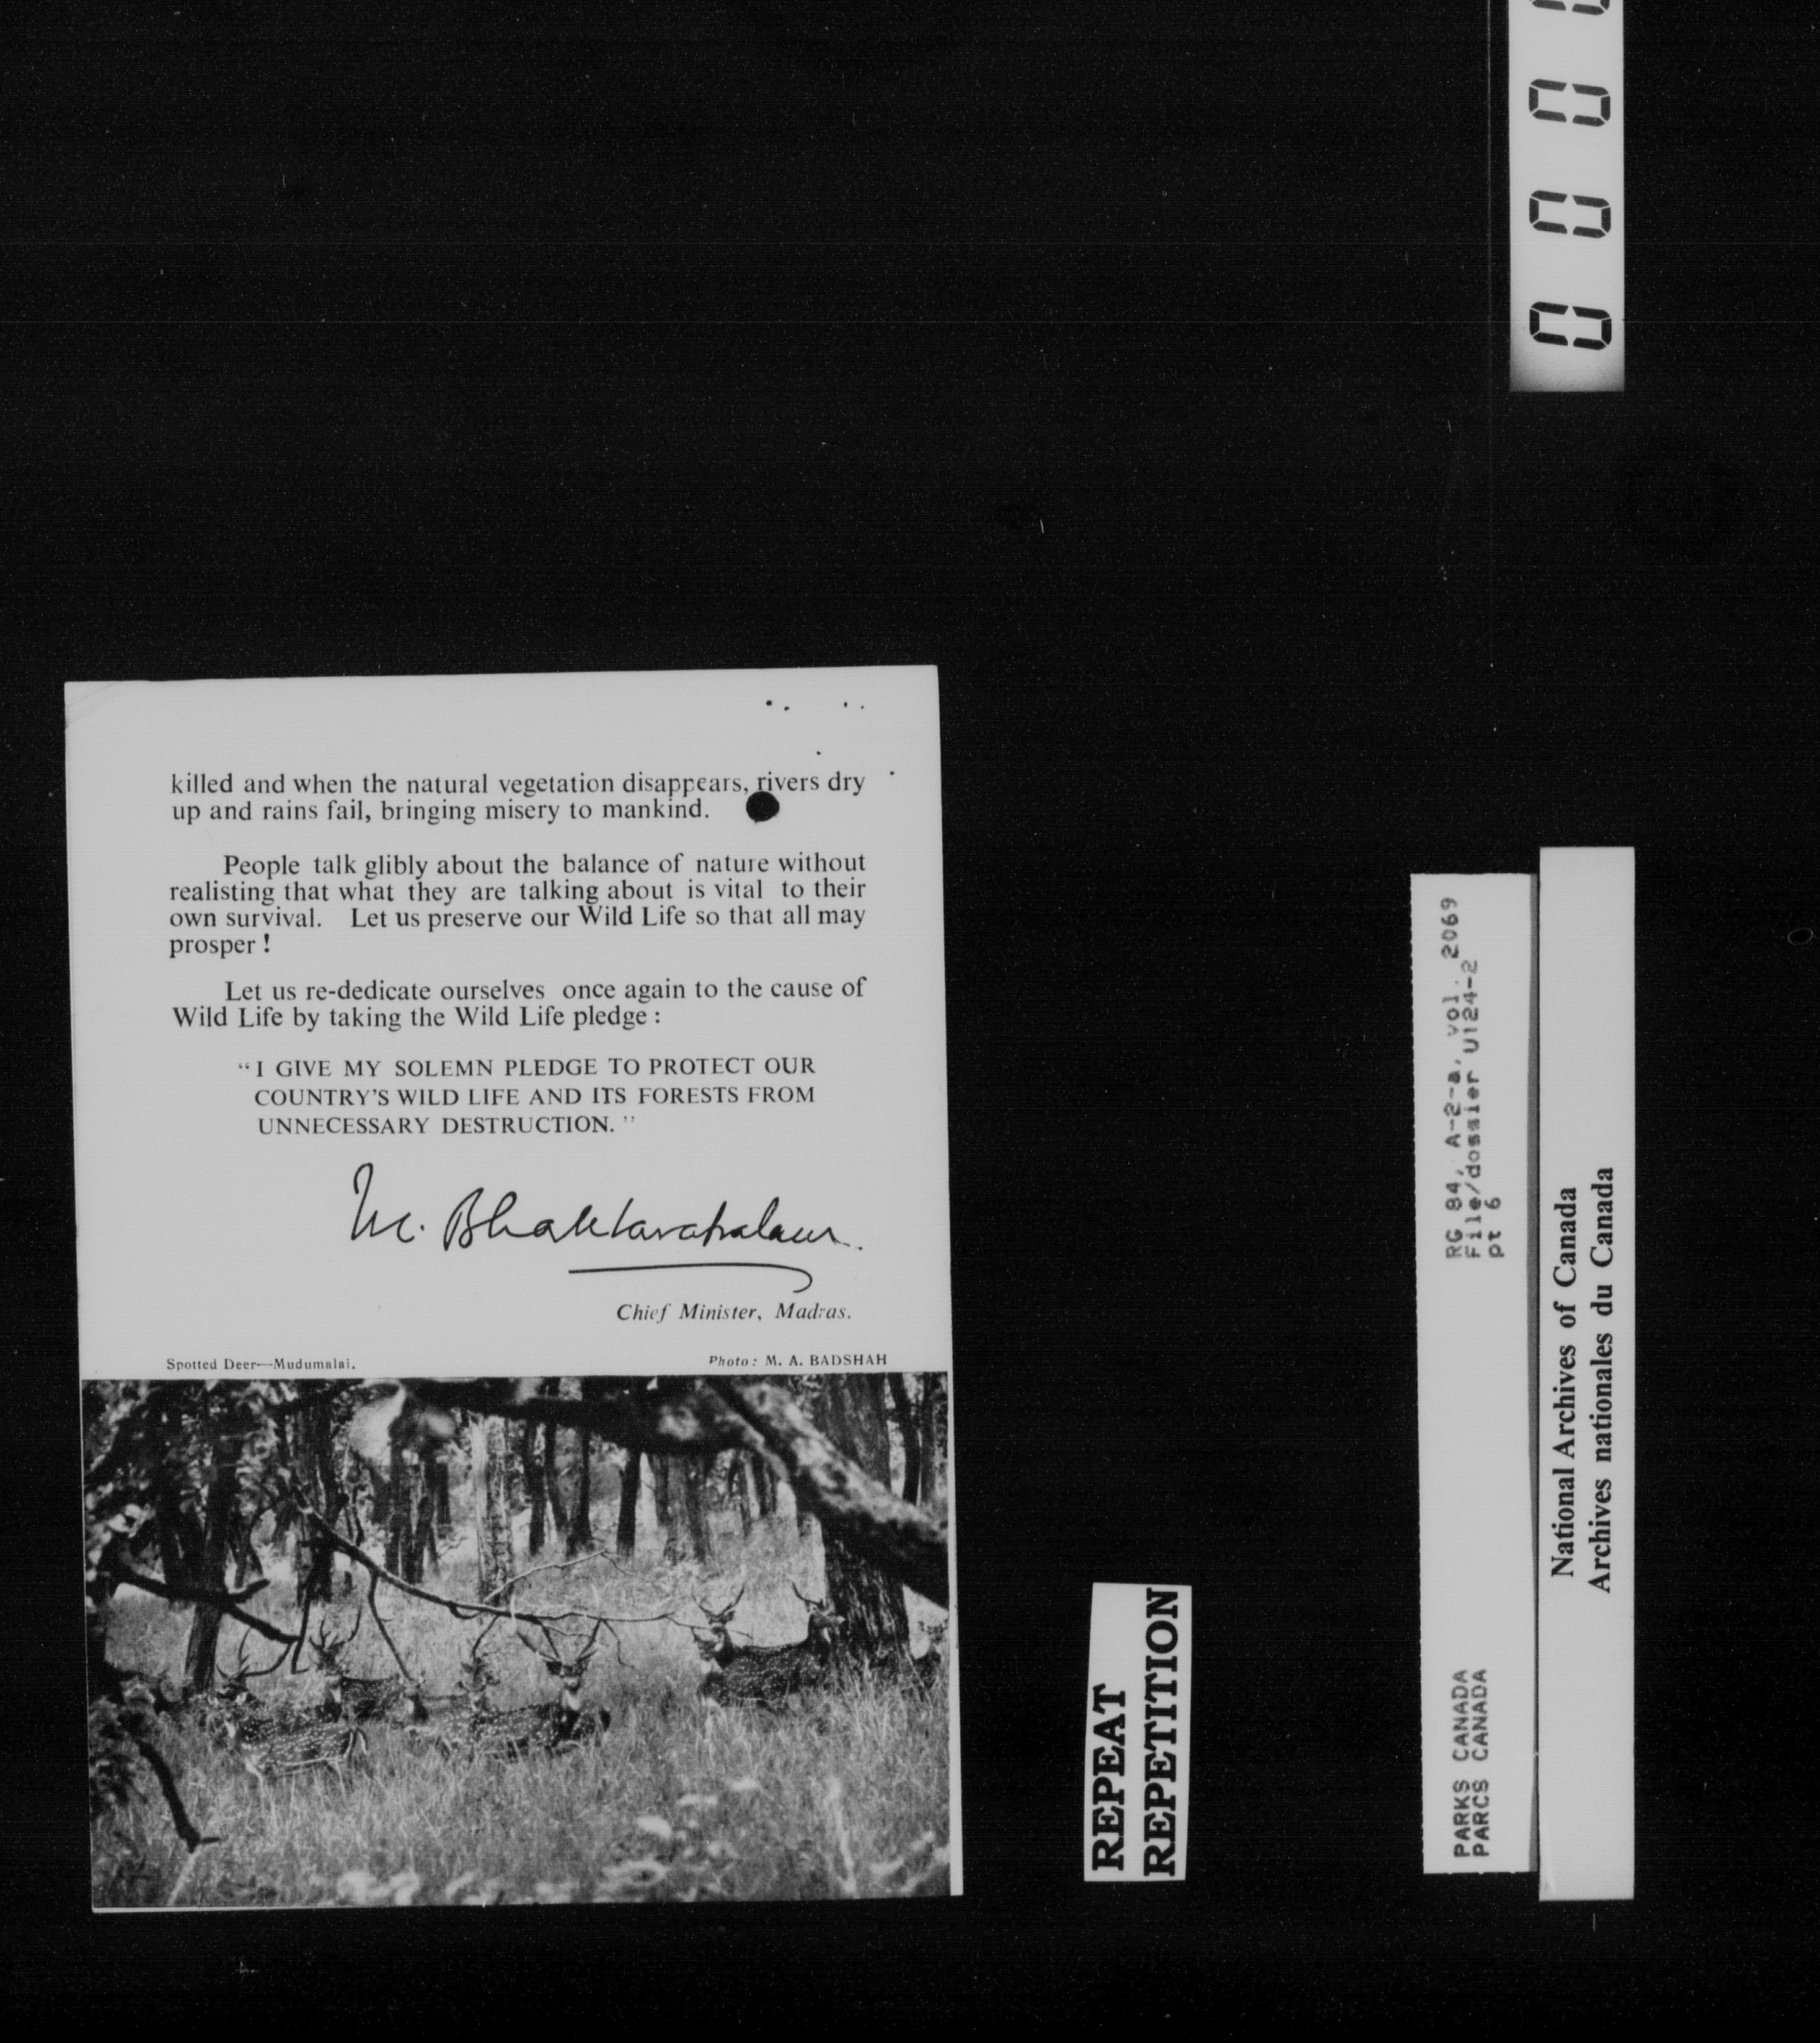 killed and when the natural vegetation disappears, rivers dry
up and rains fail, bringing misery to mankind.
People talk glibly about the balance of nature without
realisting that what they are talking about is vital to their
own survival. Let us preserve our Wild Life so that all may
prosper !
Let us re-dedicate ourselves once again to the cause of
Wild Life by taking the Wild Life pledge :
“ I GIVE MY SOLEMN PLEDGE TO PROTECT OUR
COUNTRY’S WILD LIFE AND ITS FORESTS FROM
UNNECESSARY DESTRUCTION. ”
M. Bhaktavatsalam.
Chief Minister, Madras.
Spotted Deer—Mudumalai.
Photo : M. A. BADSHAH
REPEAT
REPETITION
RG 84, A-2-a, vol. 2069
File/dossier U124-2
pt 6
PARKS CANADA
PARCS CANADA
National Archives of Canada
Archives nationales du Canada
0 0 0